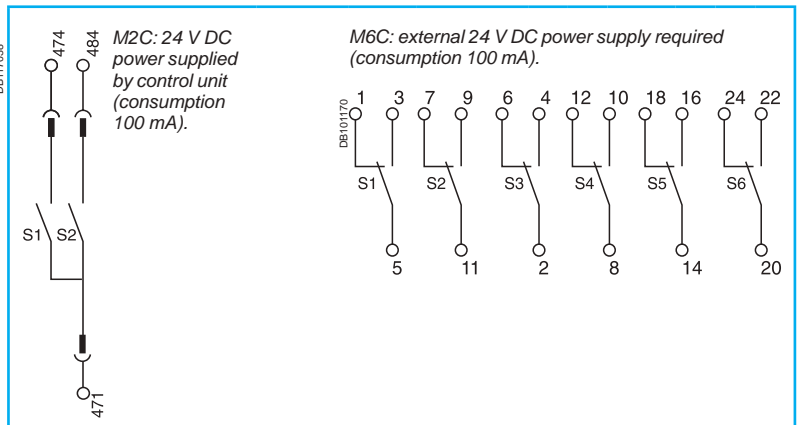 474 484
M2C: 24 V DC
power supplied
by control unit
(consumption
100 mA).
S1 S2
471
M6C: external 24 V DC power supply required
(consumption 100 mA).
DB101170
1 3 7 9 6 4 12 10 18 16 24 22
S1 S2 S3 S4 S5 S6
5 11 2 8 14 20